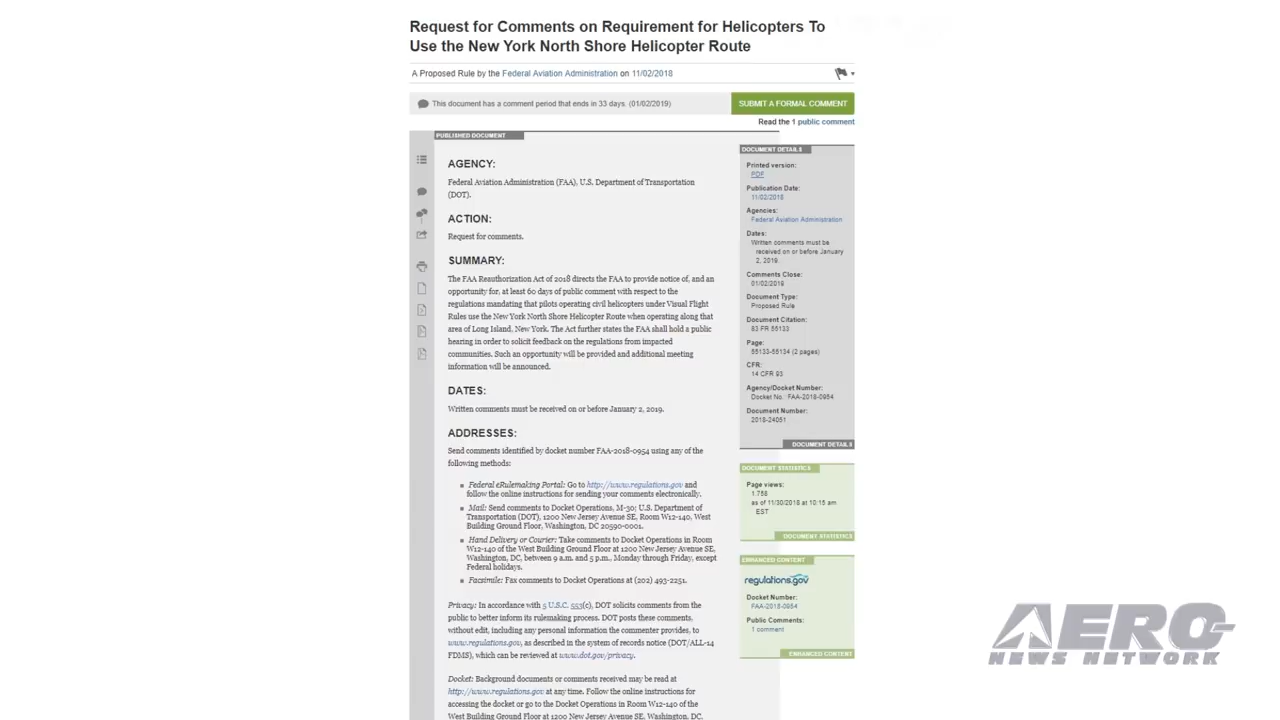 Request for Comments on Requirement for Helicopters To
Use the New York North Shore Helicopter Route
A Proposed Rule by the Federal Aviation Administration on 11/02/2018
This document has a comment period that ends in 33 days. (01/02/2019)
SUBMIT A FORMAL COMMENT
Read the 1 public comment
PUBLISHED DOCUMENT
AGENCY:
Federal Aviation Administration (FAA), U.S. Department of Transportation
(DOT).
ACTION:
Request for comments.
SUMMARY:
The FAA Reauthorization Act of 2018 directs the FAA to provide notice of, and an
opportunity for, at least 60 days of public comment with respect to the
regulations mandating that pilots operating civil helicopters under Visual Flight
Rules use the New York North Shore Helicopter Route when operating along that
area of Long Island, New York. The Act further states the FAA shall hold a public
hearing in order to solicit feedback on the regulations from impacted
communities. Such an opportunity will be provided and additional meeting
information will be announced.
DATES:
Written comments must be received on or before January 2, 2019.
ADDRESSES:
Send comments identified by docket number FAA-2018-0954 using any of the
following methods:
Federal eRulemaking Portal: Go to http://www.regulations.gov and
follow the online instructions for sending your comments electronically.
Mail: Send comments to Docket Operations, M-30; U.S. Department of
Transportation (DOT), 1200 New Jersey Avenue SE, Room W12-140, West
Building Ground Floor, Washington, DC 20590-0001.
Hand Delivery or Courier: Take comments to Docket Operations in Room
W12-140 of the West Building Ground Floor at 1200 New Jersey Avenue SE,
Washington, DC, between 9 a.m. and 5 p.m., Monday through Friday, except
Federal holidays.
Facsimile: Fax comments to Docket Operations at (202) 493-2251.
Privacy: In accordance with 5 U.S.C. 553(c), DOT solicits comments from the
public to better inform its rulemaking process. DOT posts these comments,
without edit, including any personal information the commenter provides, to
www.regulations.gov, as described in the system of records notice (DOT/ALL-14
FDMS), which can be reviewed at www.dot.gov/privacy.
Docket: Background documents or comments received may be read at
http://www.regulations.gov at any time. Follow the online instructions for
accessing the docket or go to the Docket Operations in Room W12-140 of the
West Building Ground Floor at 1200 New Jersey Avenue SE, Washington, DC,
DOCUMENT DETAILS
Printed version:
PDF
Publication Date:
11/02/2018
Agencies:
Federal Aviation Administration
Dates:
Written comments must be
received on or before January
2, 2019.
Comments Close:
01/02/2019
Document Type:
Proposed Rule
Document Citation:
83 FR 55133
Page:
55133-55134 (2 pages)
CFR:
14 CFR 93
Agency/Docket Number:
Docket No. FAA-2018-0954
Document Number:
2018-24051
DOCUMENT DETAILS
DOCUMENT STATISTICS
Page views:
1,758
as of 11/30/2018 at 10:15 am
EST
DOCUMENT STATISTICS
ENHANCED CONTENT
regulations.gov
Docket Number:
FAA-2018-0954
Public Comments:
1 comment
ENHANCED CONTENT
AERO
NEWS NETWORK